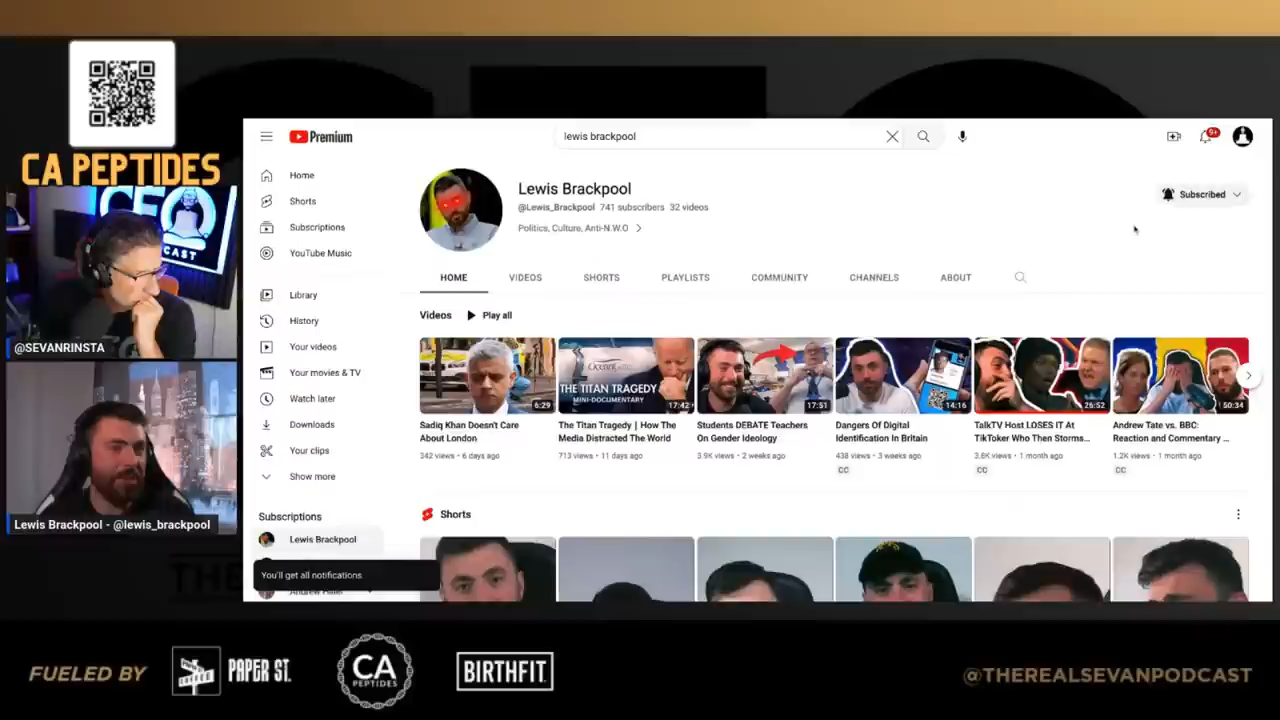 CA PEPTIDES
CEO
CAST
@SEVANRINSTA
Lewis Brackpool - @lewis_brackpool
Premium
lewis brackpool
9+
Home
Shorts
Subscriptions
YouTube Music
Library
History
Your videos
Your movies & TV
Watch later
Downloads
Your clips
Show more
Subscriptions
Lewis Brackpool
You'll get all notifications
Lewis Brackpool
@Lewis_Brackpool 741 subscribers 32 videos
Politics, Culture, Anti-N.W.O
Subscribed
HOME VIDEOS SHORTS PLAYLISTS COMMUNITY CHANNELS ABOUT
Videos Play all
6:29
THE TITAN TRAGEDY
MINI-DOCUMENTARY
17:42
17:51
14:16
26:52
50:34
Sadiq Khan Doesn't Care
About London
342 views • 6 days ago
The Titan Tragedy | How The
Media Distracted The World
713 views • 11 days ago
Students DEBATE Teachers
On Gender Ideology
3.9K views • 2 weeks ago
Dangers Of Digital
Identification In Britain
438 views • 3 weeks ago
CC
TalkTV Host LOSES IT At
TikToker Who Then Storms...
3.8K views • 1 month ago
CC
Andrew Tate vs. BBC:
Reaction and Commentary ...
1.2K views • 1 month ago
CC
Shorts
THE
FUELED BY
PAPER ST.
CA
PEPTIDES
BIRTHFIT.
@THEREALSEVANPODCAST